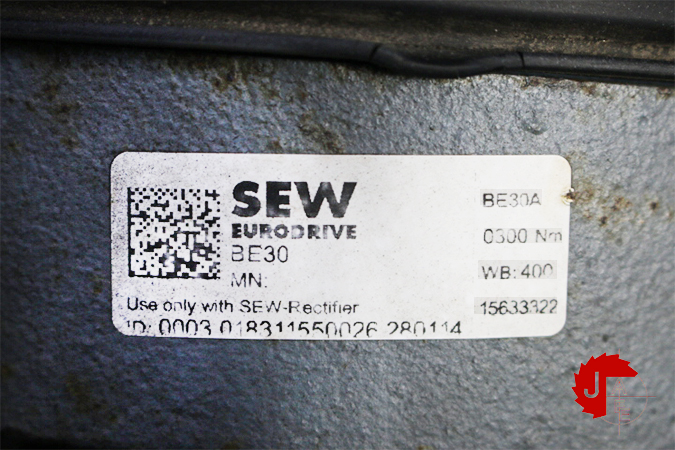 SEW
EURODRIVE
BE30
MN:
Use only with SEW-Rectifier
ID: 0003 018311550026 280114
BE30A
0300 Nm
WB: 400
15633322
J